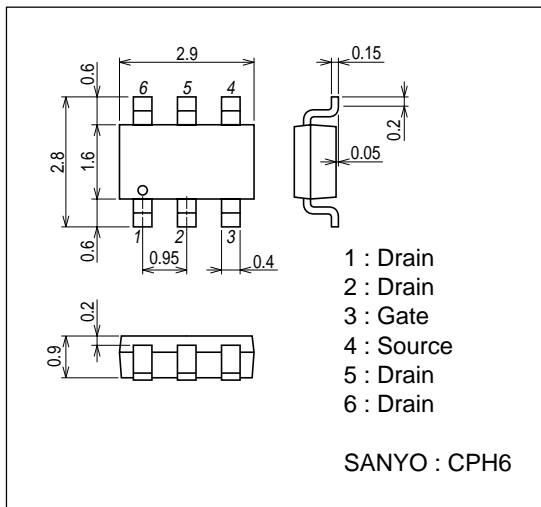 2.9
0.15
0.6
6
5
4
0.2
2.8
1.6
0.05
0.6
1
2
3
0.95
0.4
0.2
0.9
1 : Drain
2 : Drain
3 : Gate
4 : Source
5 : Drain
6 : Drain
SANYO : CPH6